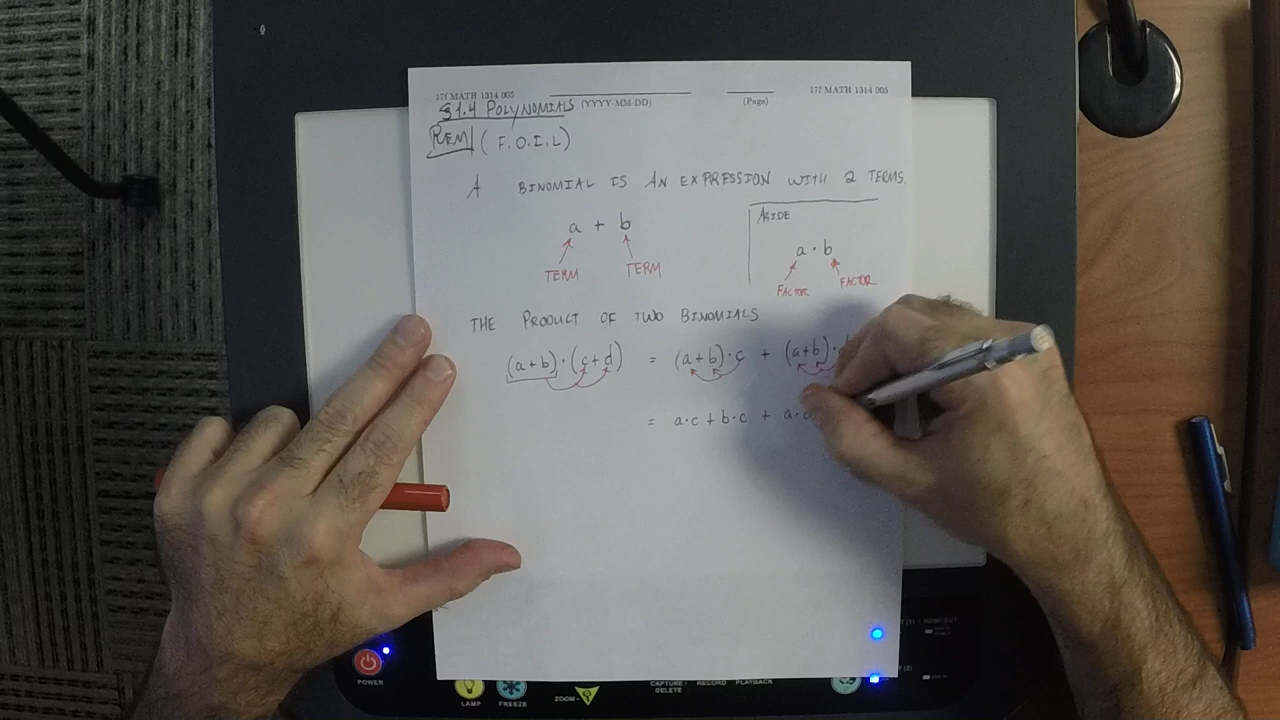 17f MATH 1314 005 (YYYY-MM-DD) (Page) 17f MATH 1314 005
§1.4 POLYNOMIALS
REM (F.O.I.L)
A BINOMIAL IS AN EXPRESSION WITH 2 TERMS.
a + b
TERM TERM
ASIDE
a · b
FACTOR FACTOR
THE PRODUCT OF TWO BINOMIALS
(a+b)·(c+d) = (a+b)·c + (a+b)·
= a·c + b·c + a·
POWER
LAMP
FREEZE
ZOOM
CAPTURE/
DELETE
RECORD
PLAYBACK